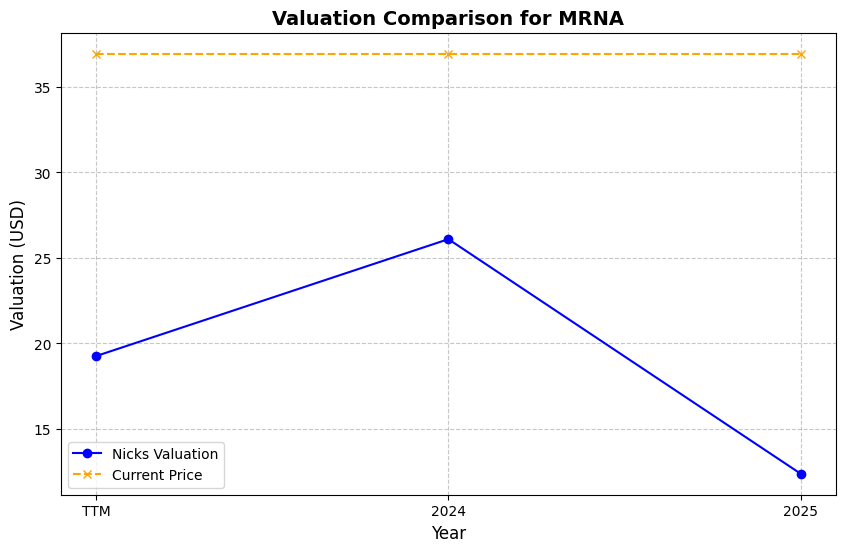 Valuation Comparison for MRNA
Valuation (USD)
35
30
25
20
15
Nicks Valuation
Current Price
TTM
2024
2025
Year